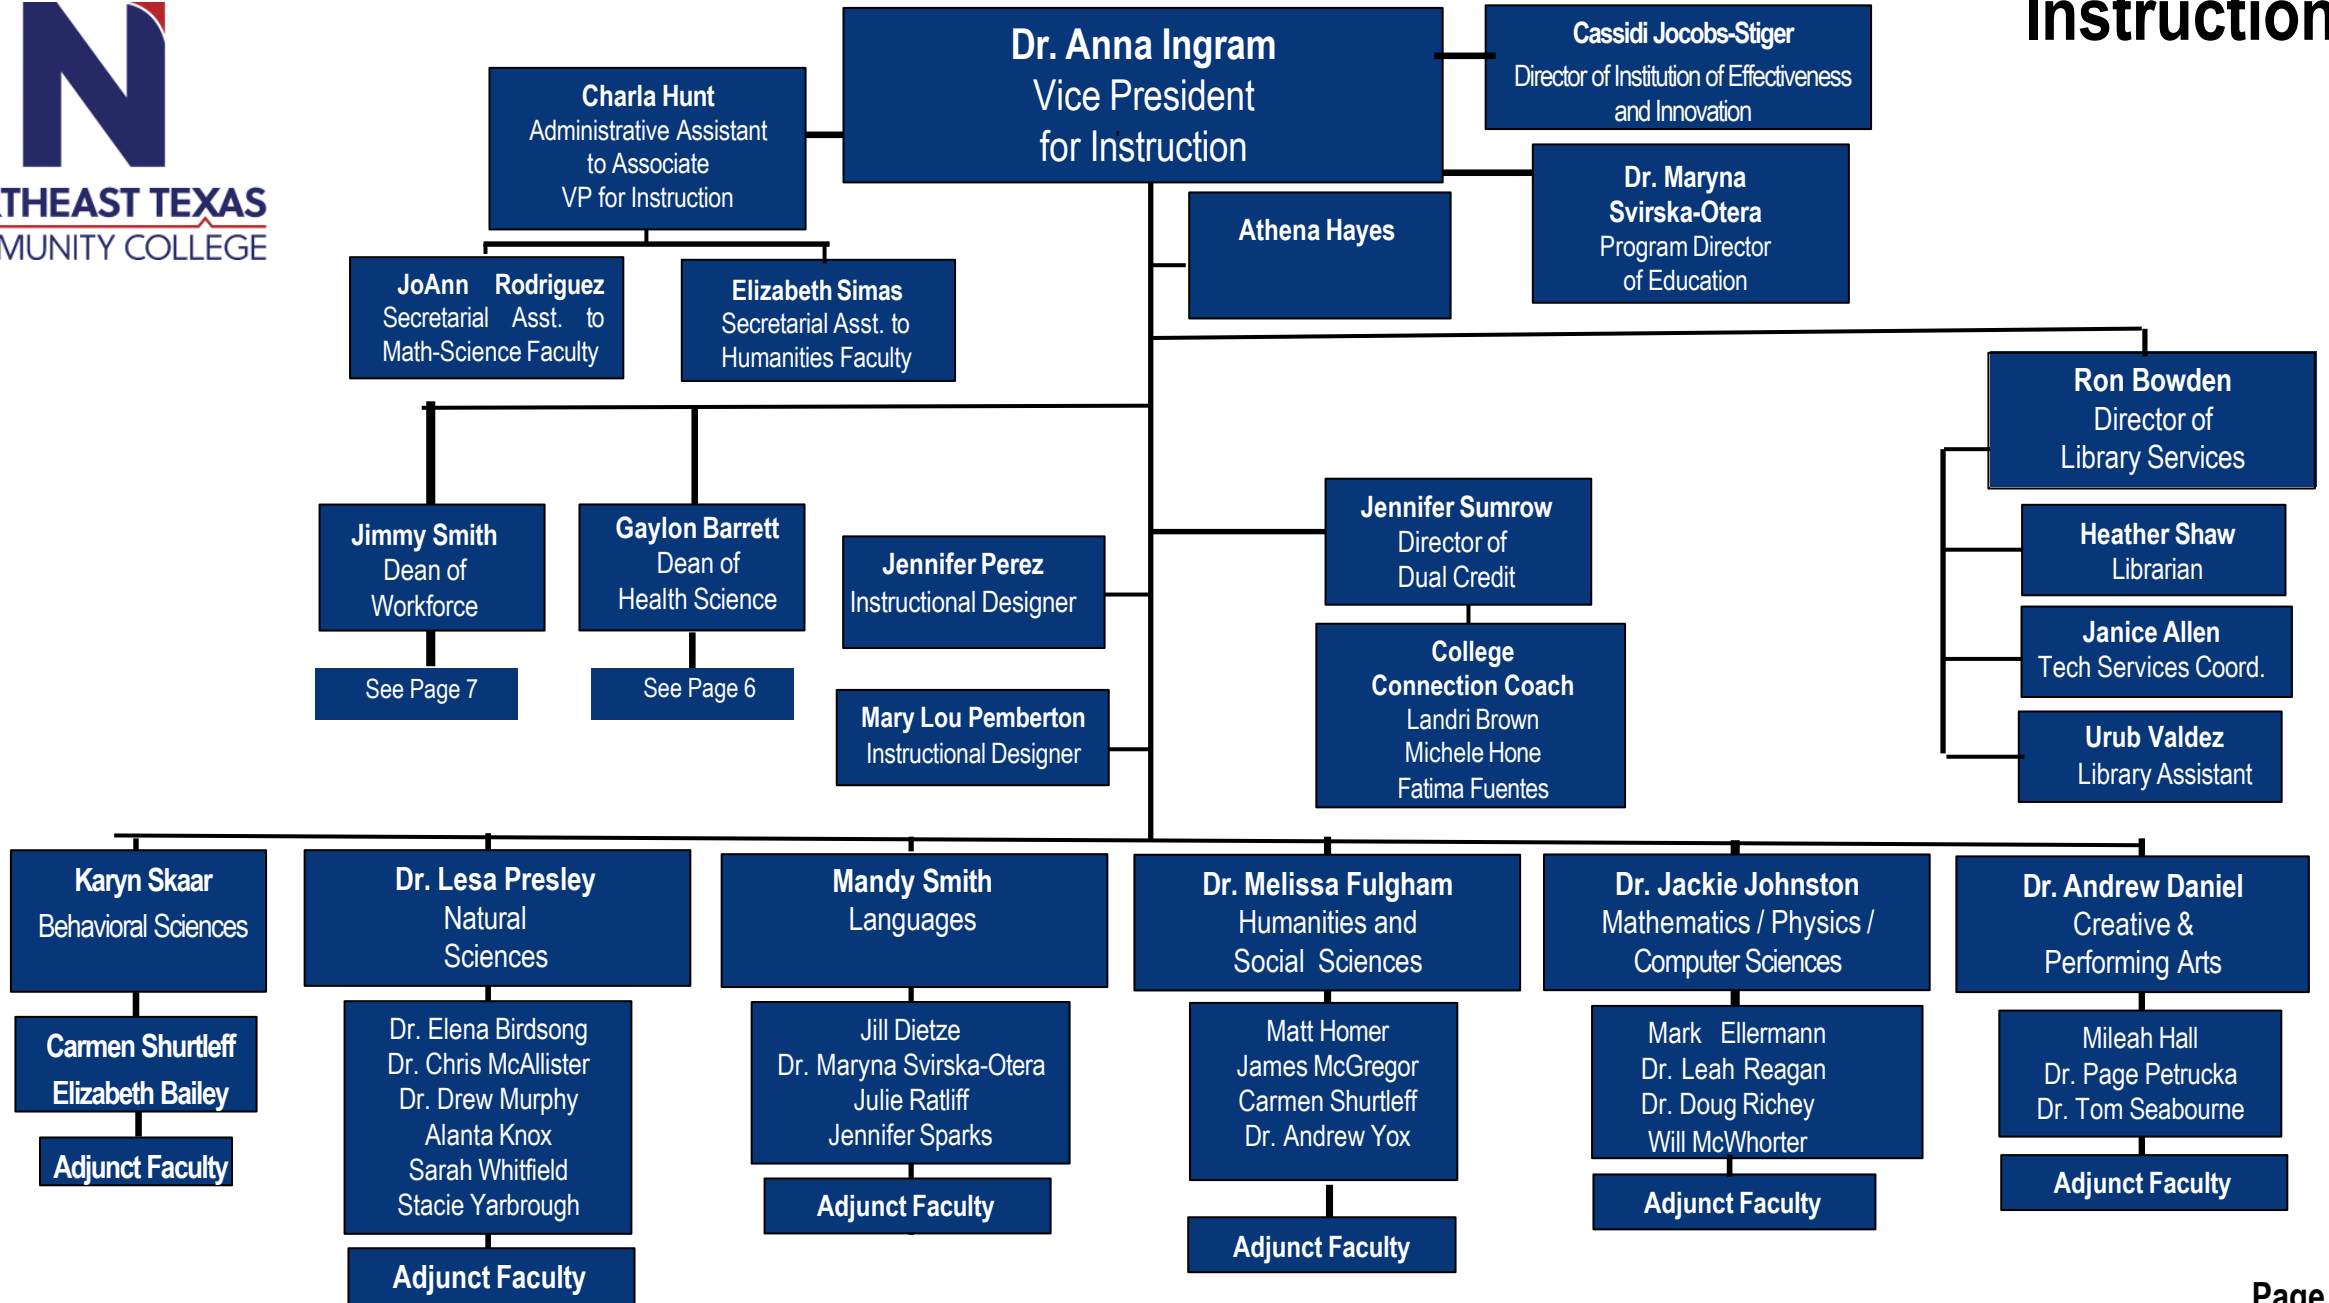 Instruction
THEAST TEXAS
MUNITY COLLEGE
Dr. Anna Ingram
Vice President
for Instruction
Cassidi Jocobs-Stiger
Director of Institution of Effectiveness
and Innovation
Charla Hunt
Administrative Assistant
to Associate
VP for Instruction
Dr. Maryna
Svirska-Otera
Program Director
of Education
Athena Hayes
JoAnn Rodriguez
Secretarial Asst. to
Math-Science Faculty
Elizabeth Simas
Secretarial Asst. to
Humanities Faculty
Ron Bowden
Director of
Library Services
Jimmy Smith
Dean of
Workforce
Gaylon Barrett
Dean of
Health Science
Jennifer Perez
Instructional Designer
Jennifer Sumrow
Director of
Dual Credit
Heather Shaw
Librarian
Janice Allen
Tech Services Coord.
Urub Valdez
Library Assistant
See Page 7
See Page 6
Mary Lou Pemberton
Instructional Designer
College
Connection Coach
Landri Brown
Michele Hone
Fatima Fuentes
Karyn Skaar
Behavioral Sciences
Carmen Shurtleff
Elizabeth Bailey
Adjunct Faculty
Dr. Lesa Presley
Natural
Sciences
Dr. Elena Birdsong
Dr. Chris McAllister
Dr. Drew Murphy
Alanta Knox
Sarah Whitfield
Stacie Yarbrough
Adjunct Faculty
Mandy Smith
Languages
Jill Dietze
Dr. Maryna Svirska-Otera
Julie Ratliff
Jennifer Sparks
Adjunct Faculty
Dr. Melissa Fulgham
Humanities and
Social Sciences
Matt Homer
James McGregor
Carmen Shurtleff
Dr. Andrew Yox
Adjunct Faculty
Dr. Jackie Johnston
Mathematics / Physics /
Computer Sciences
Mark Ellermann
Dr. Leah Reagan
Dr. Doug Richey
Will McWhorter
Adjunct Faculty
Dr. Andrew Daniel
Creative &
Performing Arts
Mileah Hall
Dr. Page Petrucka
Dr. Tom Seabourne
Adjunct Faculty
Page